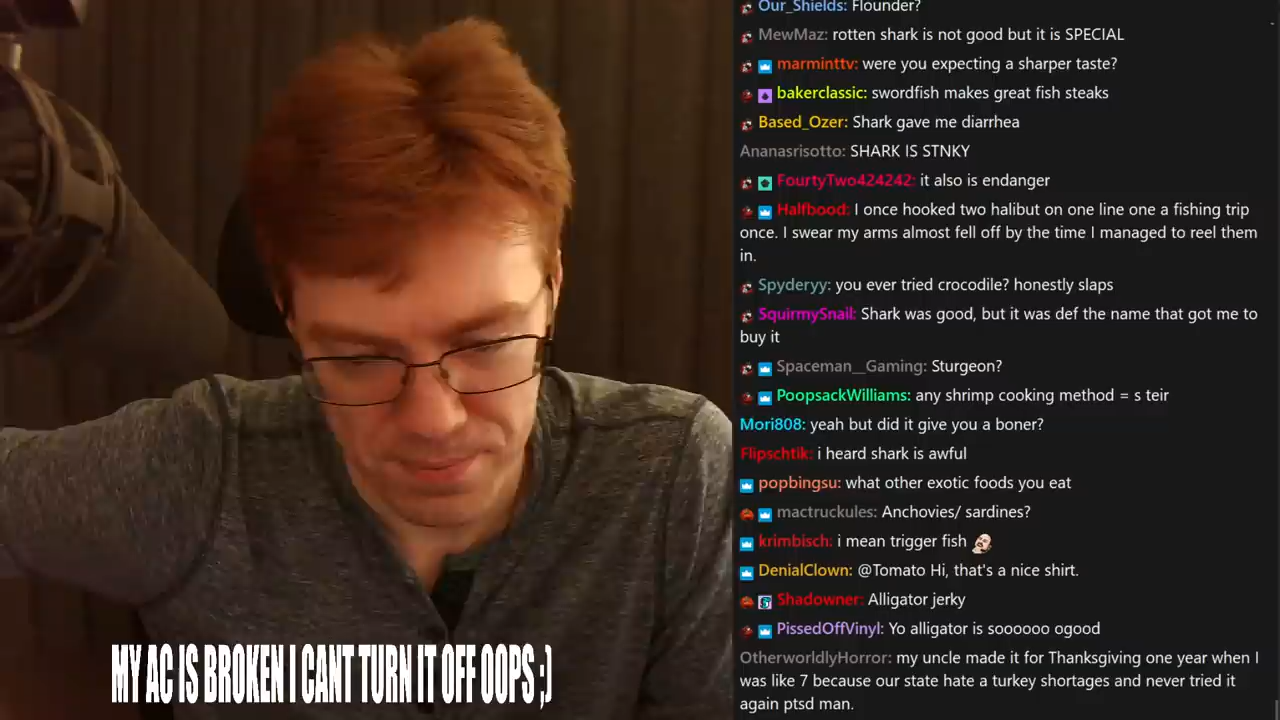 Our_Shields: Flounder?
MewMaz: rotten shark is not good but it is SPECIAL
marminttv: were you expecting a sharper taste?
bakerclassic: swordfish makes great fish steaks
Based_Ozer: Shark gave me diarrhea
Ananasrisotto: SHARK IS STNKY
FourtyTwo424242: it also is endanger
Halfbood: I once hooked two halibut on one line one a fishing trip
once. I swear my arms almost fell off by the time I managed to reel them
in.
Spyderyy: you ever tried crocodile? honestly slaps
SquirmySnail: Shark was good, but it was def the name that got me to
buy it
Spaceman__Gaming: Sturgeon?
PoopsackWilliams: any shrimp cooking method = s teir
Mori808: yeah but did it give you a boner?
Flipschtik: i heard shark is awful
popbingsu: what other exotic foods you eat
mactruckules: Anchovies/ sardines?
krimbisch: i mean trigger fish
DenialClown: @Tomato Hi, that's a nice shirt.
Shadowner: Alligator jerky
PissedOffVinyl: Yo alligator is soooooo ogood
OtherworldlyHorror: my uncle made it for Thanksgiving one year when I
was like 7 because our state hate a turkey shortages and never tried it
again ptsd man.
MY AC IS BROKEN I CANT TURN IT OFF OOPS ;)